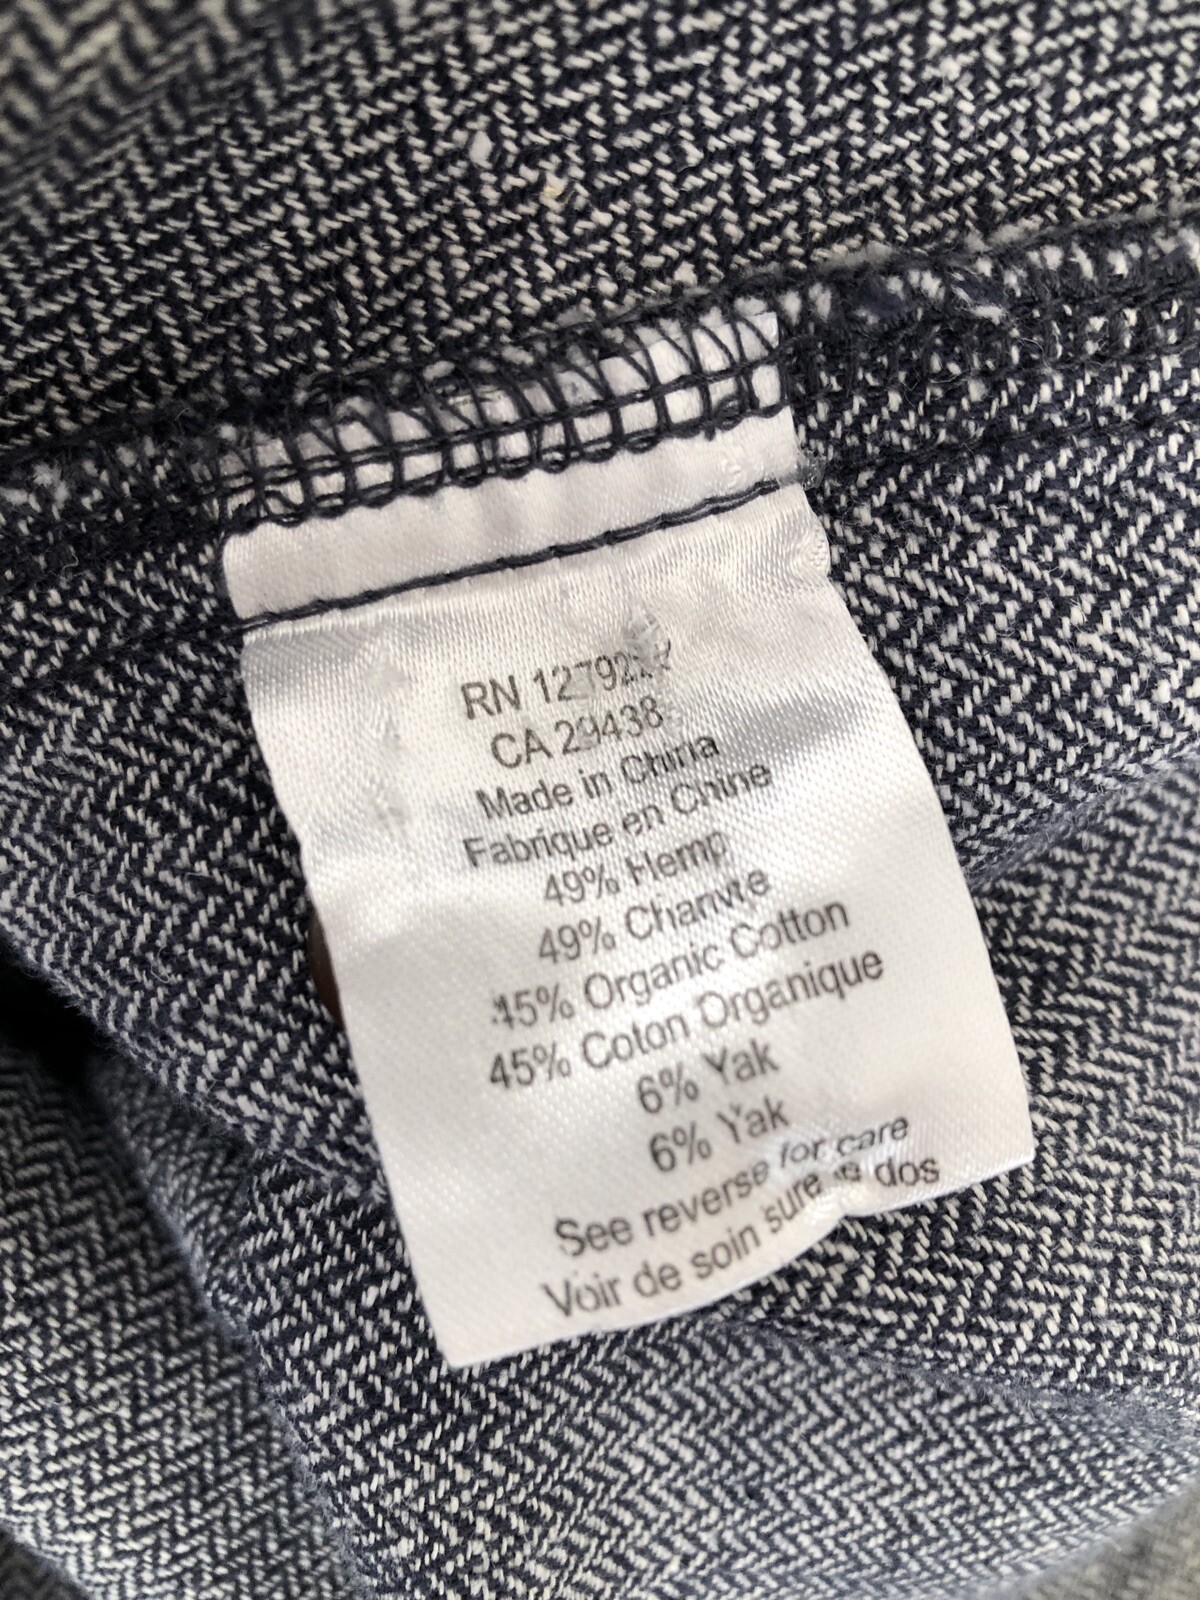 RN
CA 29438
Made in China
Fabrique en Chine
49% Hemp
49% Chanvre
45% Organic Cotton
45% Coton Organique
6% Yak
6% Yak
See reverse for care
Voir de soin sure le dos